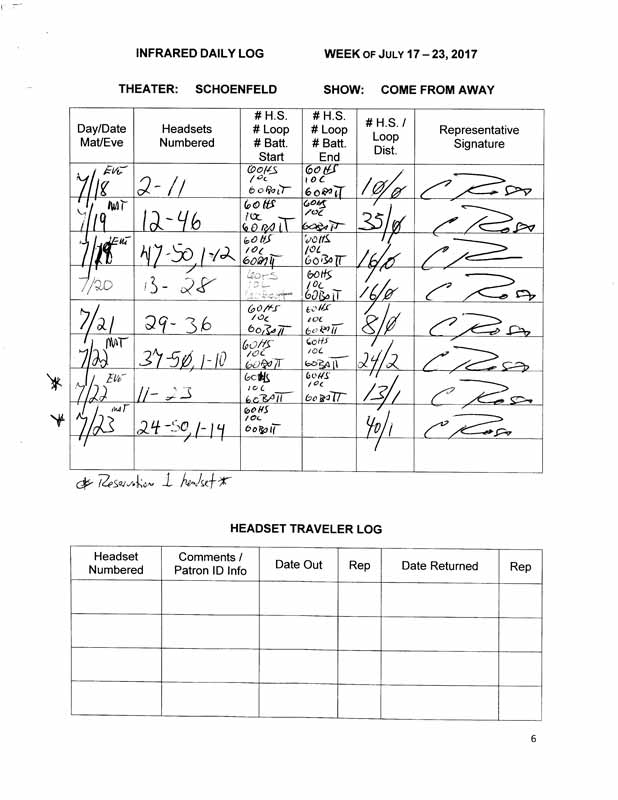 INFRARED DAILY LOG WEEK OF JULY 17 – 23, 2017
THEATER: SCHOENFELD SHOW: COME FROM AWAY
Day/Date Mat/Eve Headsets Numbered # H.S. # Loop # Batt. Start # H.S. # Loop # Batt. End # H.S. / Loop Dist. Representative Signature
7/18 EVE 2-11 60HS 10L 60BATT 60HS 10L 60BATT 10/0 C Ross
7/19 MAT 12-46 60HS 10L 60BATT 60HS 10L 60BATT 35/0 C Ross
7/19 EVE 47-50, 1-12 60HS 10L 60BATT 60HS 10L 60BATT 16/0 C R
7/20 13-28 60HS 10L 60BATT 60HS 10L 60BATT 16/0 C Ross
7/21 29-36 60HS 10L 60BATT 60HS 10L 60BATT 8/0 C Ross
7/22 MAT 37-50, 1-10 60HS 10L 60BATT 60HS 10L 60BATT 24/2 C Ross
* 7/22 EVE 11-23 60HS 10L 60BATT 60HS 10L 60BATT 13/1 C Ross
* 7/23 MAT 24-50, 1-14 60HS 10L 60BATT 40/1 C Ross
* Reservation 1 headset *
HEADSET TRAVELER LOG
Headset Numbered Comments / Patron ID Info Date Out Rep Date Returned Rep
6